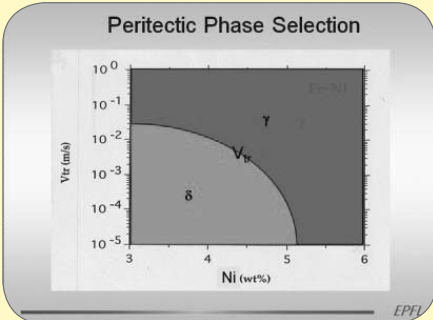 Peritectic Phase Selection
Vtr (m/s)
10⁰
10⁻¹
10⁻²
10⁻³
10⁻⁴
10⁻⁵
Fe-Ni
γ
Vtr
δ
3
4
5
6
Ni (wt%)
EPFL